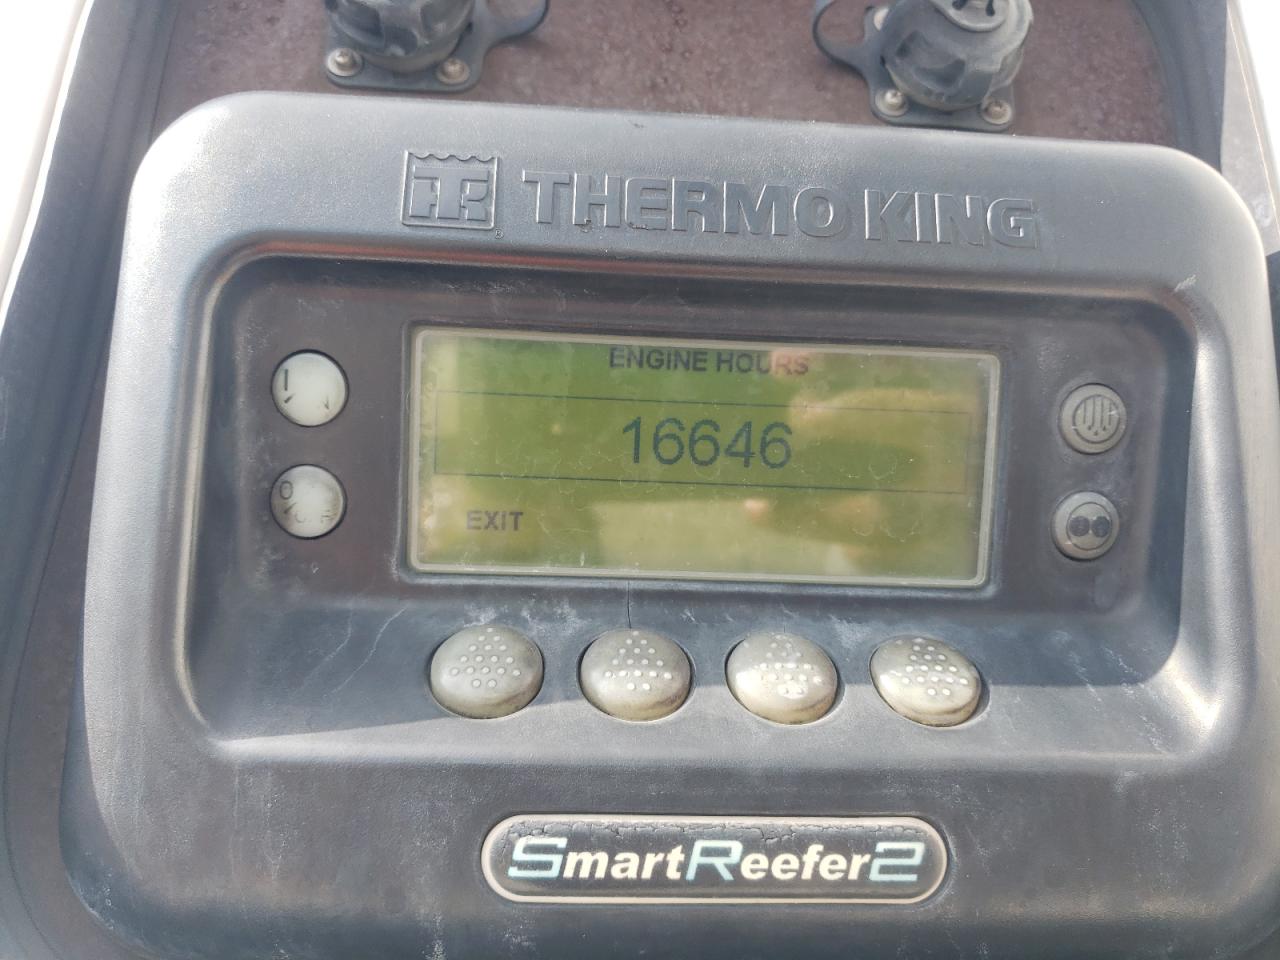 THERMO KING
ENGINE HOURS
16646
EXIT
SmartReefer2